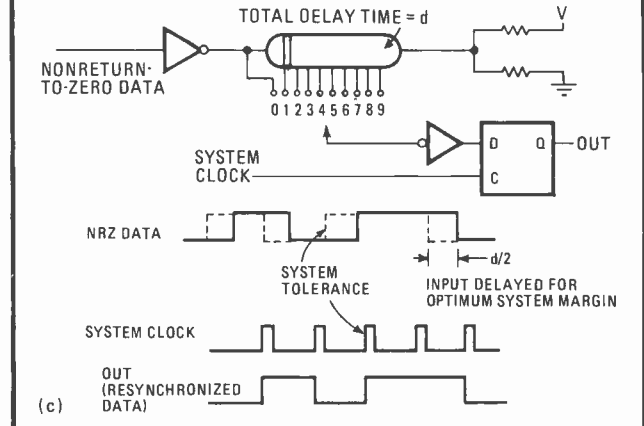 TOTAL DELAY TIME = d
V
NONRETURN-
TO-ZERO DATA
0 1 2 3 4 5 6 7 8 9
SYSTEM
CLOCK
D Q
C
OUT
NRZ DATA
d/2
SYSTEM
TOLERANCE
INPUT DELAYED FOR
OPTIMUM SYSTEM MARGIN
SYSTEM CLOCK
OUT
(RESYNCHRONIZED
DATA)
(c)